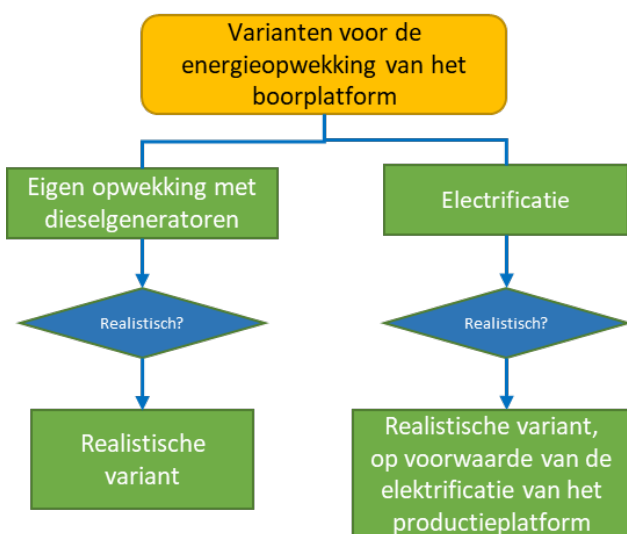 Varianten voor de
energieopwekking van het
boorplatform
Eigen opwekking met
dieselgeneratoren
Electrificatie
Realistisch?
Realistisch?
Realistische
variant
Realistische variant,
op voorwaarde van de
elektrificatie van het
productieplatform